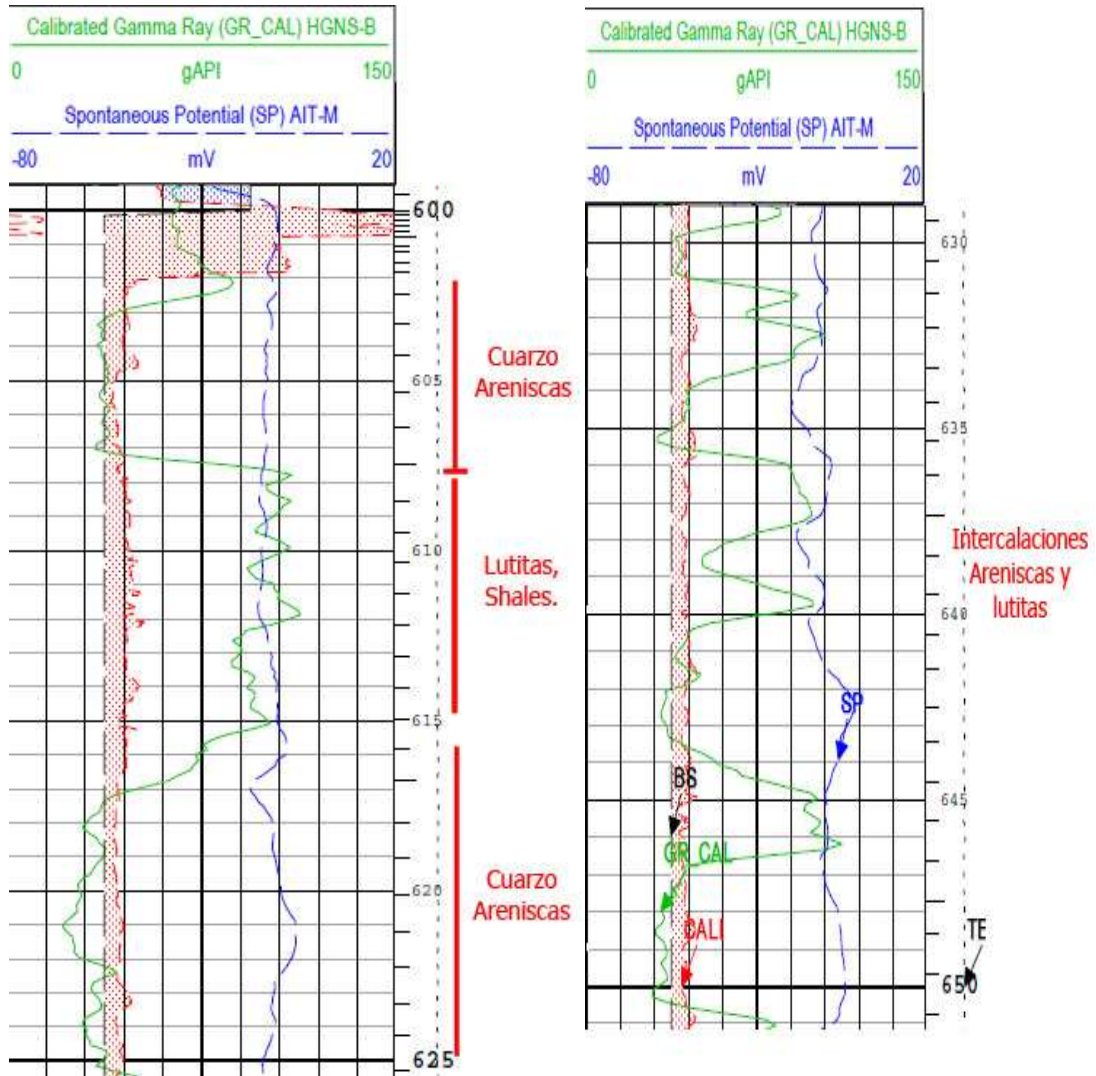 Calibrated Gamma Ray (GR_CAL) HGNS-B
0 gAPI 150
Spontaneous Potential (SP) AIT-M
-80 mV 20
600
605
610
615
620
625
Cuarzo
Areniscas
Lutitas,
Shales.
Cuarzo
Areniscas
Calibrated Gamma Ray (GR_CAL) HGNS-B
0 gAPI 150
Spontaneous Potential (SP) AIT-M
-80 mV 20
630
635
640
645
650
Intercalaciones
Areniscas y
lutitas
SP
BS
GR_CAL
CALI
TE